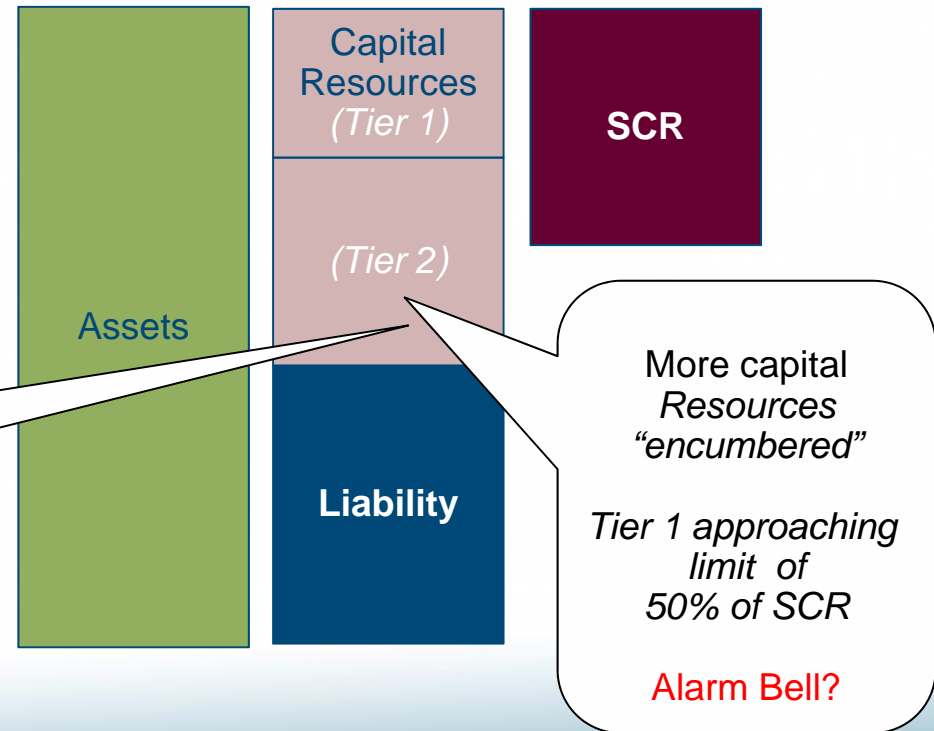 Capital
Resources
(Tier 1)
SCR
(Tier 2)
Assets
Liability
More capital
Resources
“encumbered”
Tier 1 approaching
limit of
50% of SCR
Alarm Bell?